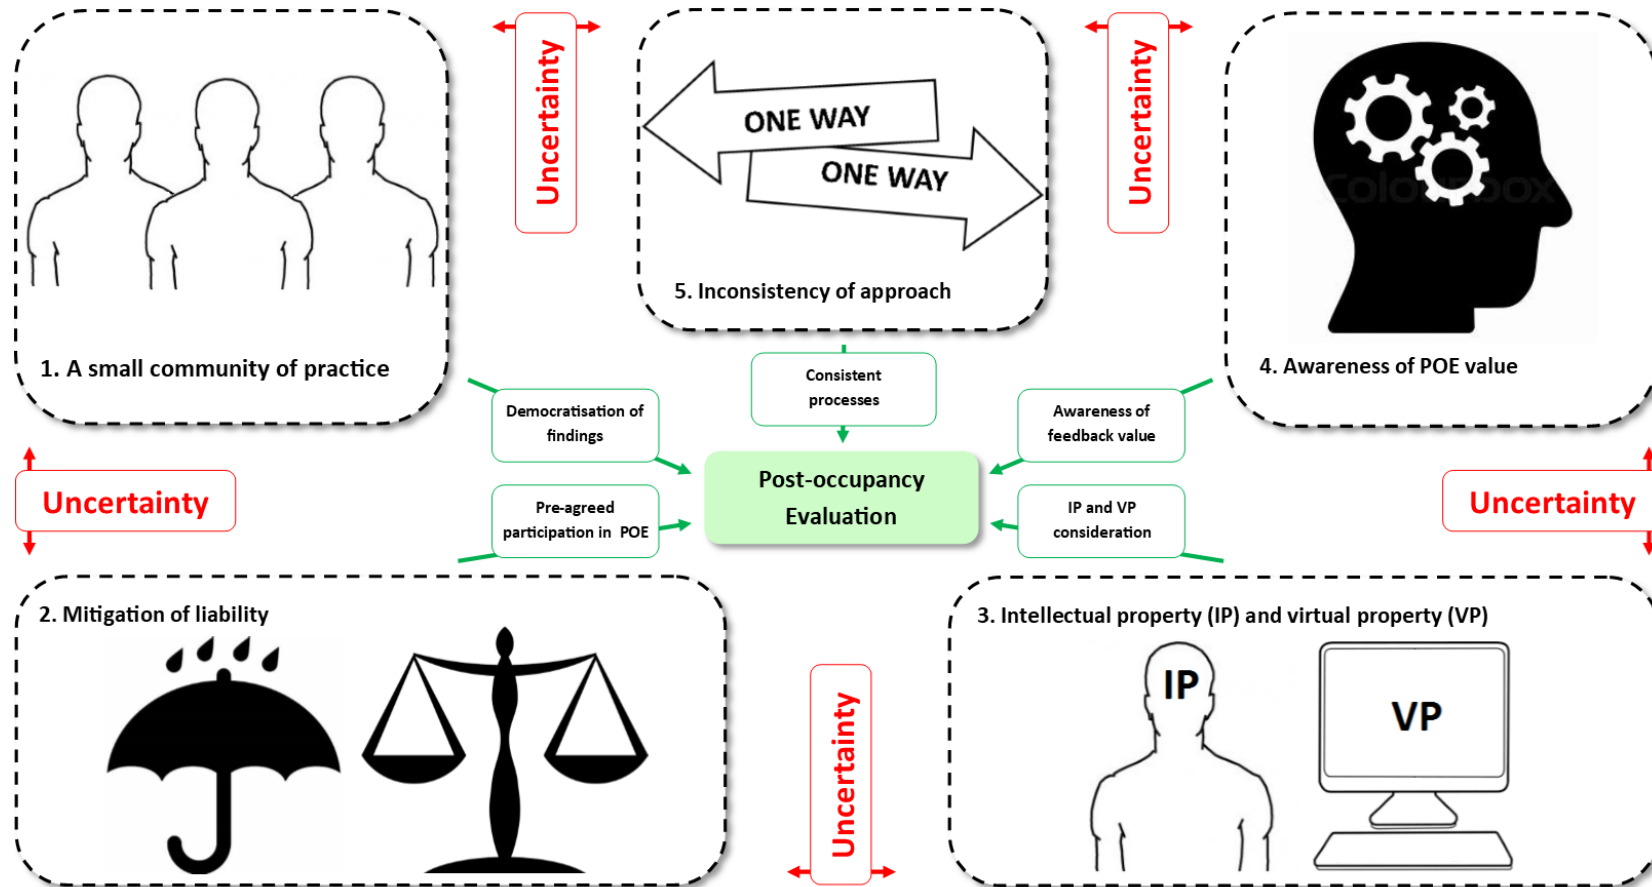 Uncertainty
Uncertainty
ONE WAY
ONE WAY
colourbox
5. Inconsistency of approach
1. A small community of practice
4. Awareness of POE value
Consistent
processes
Democratisation of
findings
Awareness of
feedback value
Uncertainty
Post-occupancy
Evaluation
Uncertainty
Pre-agreed
participation in POE
IP and VP
consideration
2. Mitigation of liability
3. Intellectual property (IP) and virtual property (VP)
Uncertainty
IP
VP